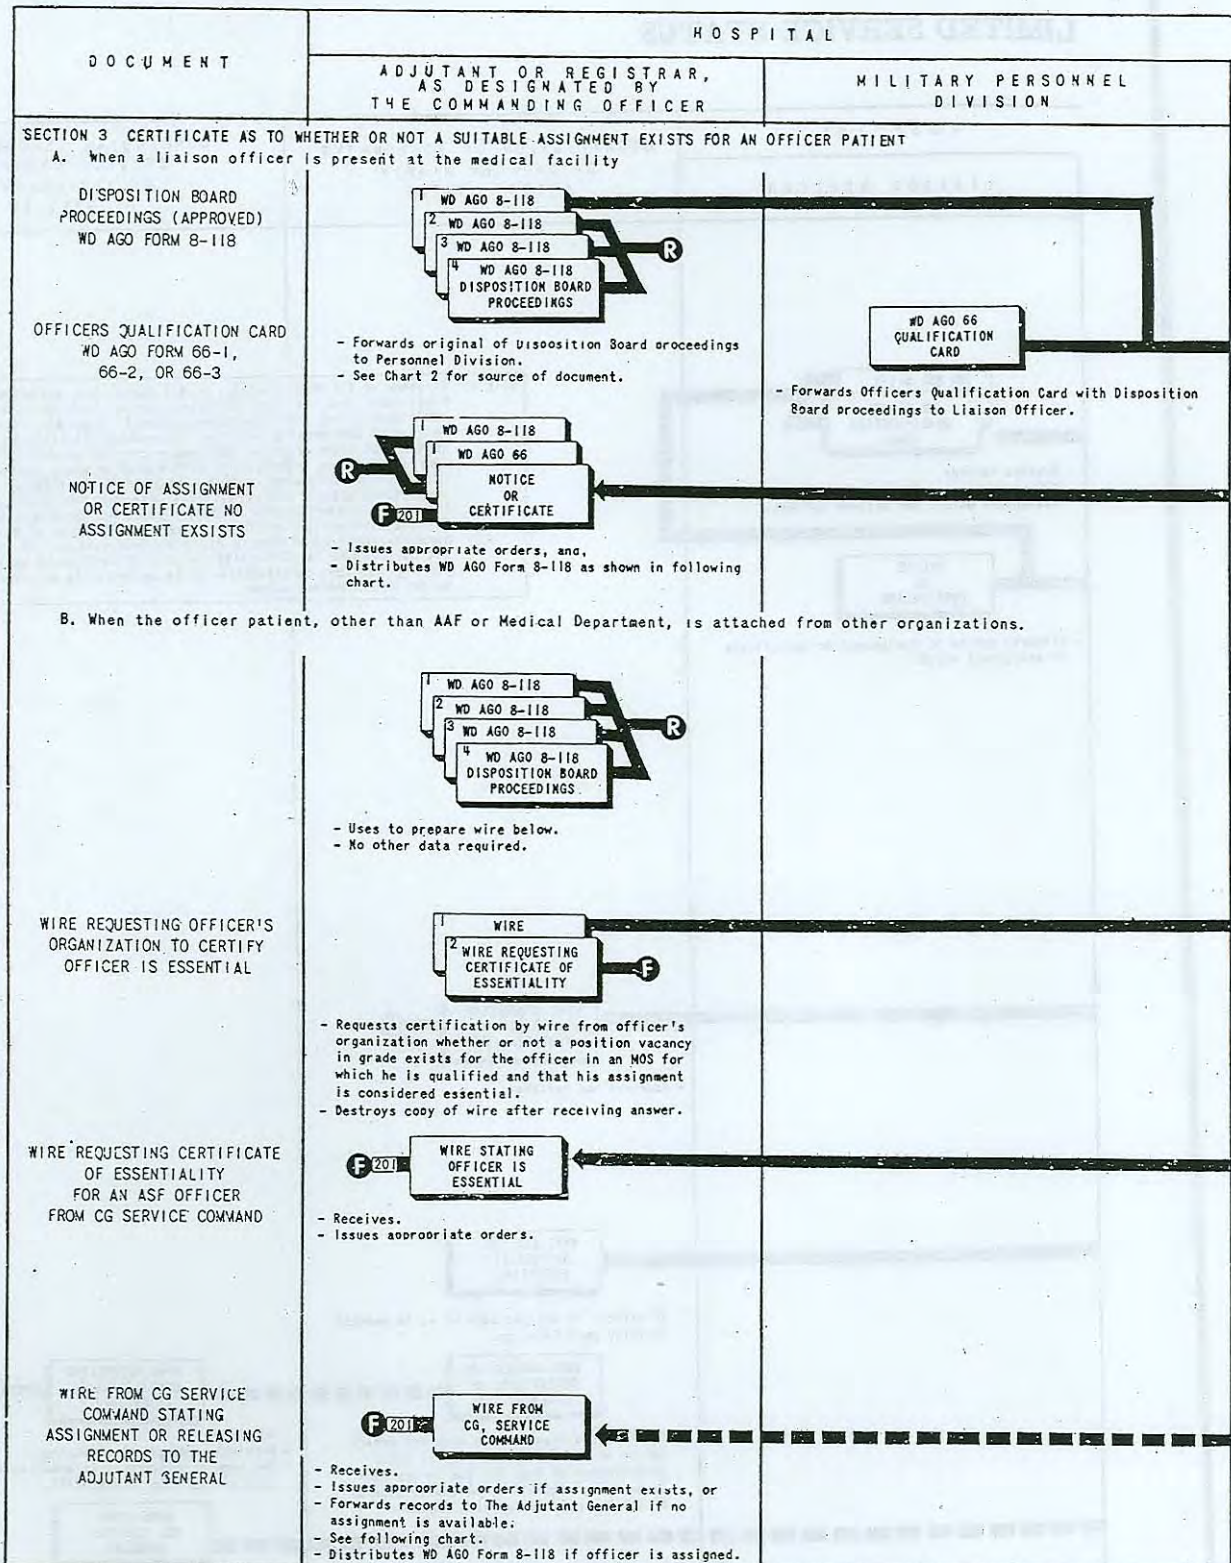 DOCUMENT
HOSPITAL
ADJUTANT OR REGISTRAR,
AS DESIGNATED BY
THE COMMANDING OFFICER
MILITARY PERSONNEL
DIVISION
SECTION 3 CERTIFICATE AS TO WHETHER OR NOT A SUITABLE ASSIGNMENT EXISTS FOR AN OFFICER PATIENT
A. When a liaison officer is present at the medical facility
DISPOSITION BOARD
PROCEEDINGS (APPROVED)
WD AGO FORM 8-118
1 WD AGO 8-118
2 WD AGO 8-118
3 WD AGO 8-118
4 WD AGO 8-118
DISPOSITION BOARD
PROCEEDINGS
R
- Forwards original of Disposition Board proceedings
to Personnel Division.
- See Chart 2 for source of document.
OFFICERS QUALIFICATION CARD
WD AGO FORM 66-1,
66-2, OR 66-3
WD AGO 66
QUALIFICATION
CARD
- Forwards Officers Qualification Card with Disposition
Board proceedings to Liaison Officer.
NOTICE OF ASSIGNMENT
OR CERTIFICATE NO
ASSIGNMENT EXSISTS
1 WD AGO 8-118
1 WD AGO 66
NOTICE
OR
CERTIFICATE
R
F 201
- Issues appropriate orders, and,
- Distributes WD AGO Form 8-118 as shown in following
chart.
B. When the officer patient, other than AAF or Medical Department, is attached from other organizations.
1 WD AGO 8-118
2 WD AGO 8-118
3 WD AGO 8-118
4 WD AGO 8-118
DISPOSITION BOARD
PROCEEDINGS
R
- Uses to prepare wire below.
- No other data required.
WIRE REQUESTING OFFICER'S
ORGANIZATION TO CERTIFY
OFFICER IS ESSENTIAL
1 WIRE
2 WIRE REQUESTING
CERTIFICATE OF
ESSENTIALITY
F
- Requests certification by wire from officer's
organization whether or not a position vacancy
in grade exists for the officer in an MOS for
which he is qualified and that his assignment
is considered essential.
- Destroys copy of wire after receiving answer.
WIRE REQUESTING CERTIFICATE
OF ESSENTIALITY
FOR AN ASF OFFICER
FROM CG SERVICE COMMAND
F 201
WIRE STATING
OFFICER IS
ESSENTIAL
- Receives.
- Issues appropriate orders.
WIRE FROM CG SERVICE
COMMAND STATING
ASSIGNMENT OR RELEASING
RECORDS TO THE
ADJUTANT GENERAL
F 201
WIRE FROM
CG, SERVICE
COMMAND
- Receives.
- Issues appropriate orders if assignment exists, or
- Forwards records to The Adjutant General if no
assignment is available.
- See following chart.
- Distributes WD AGO Form 8-118 if officer is assigned.